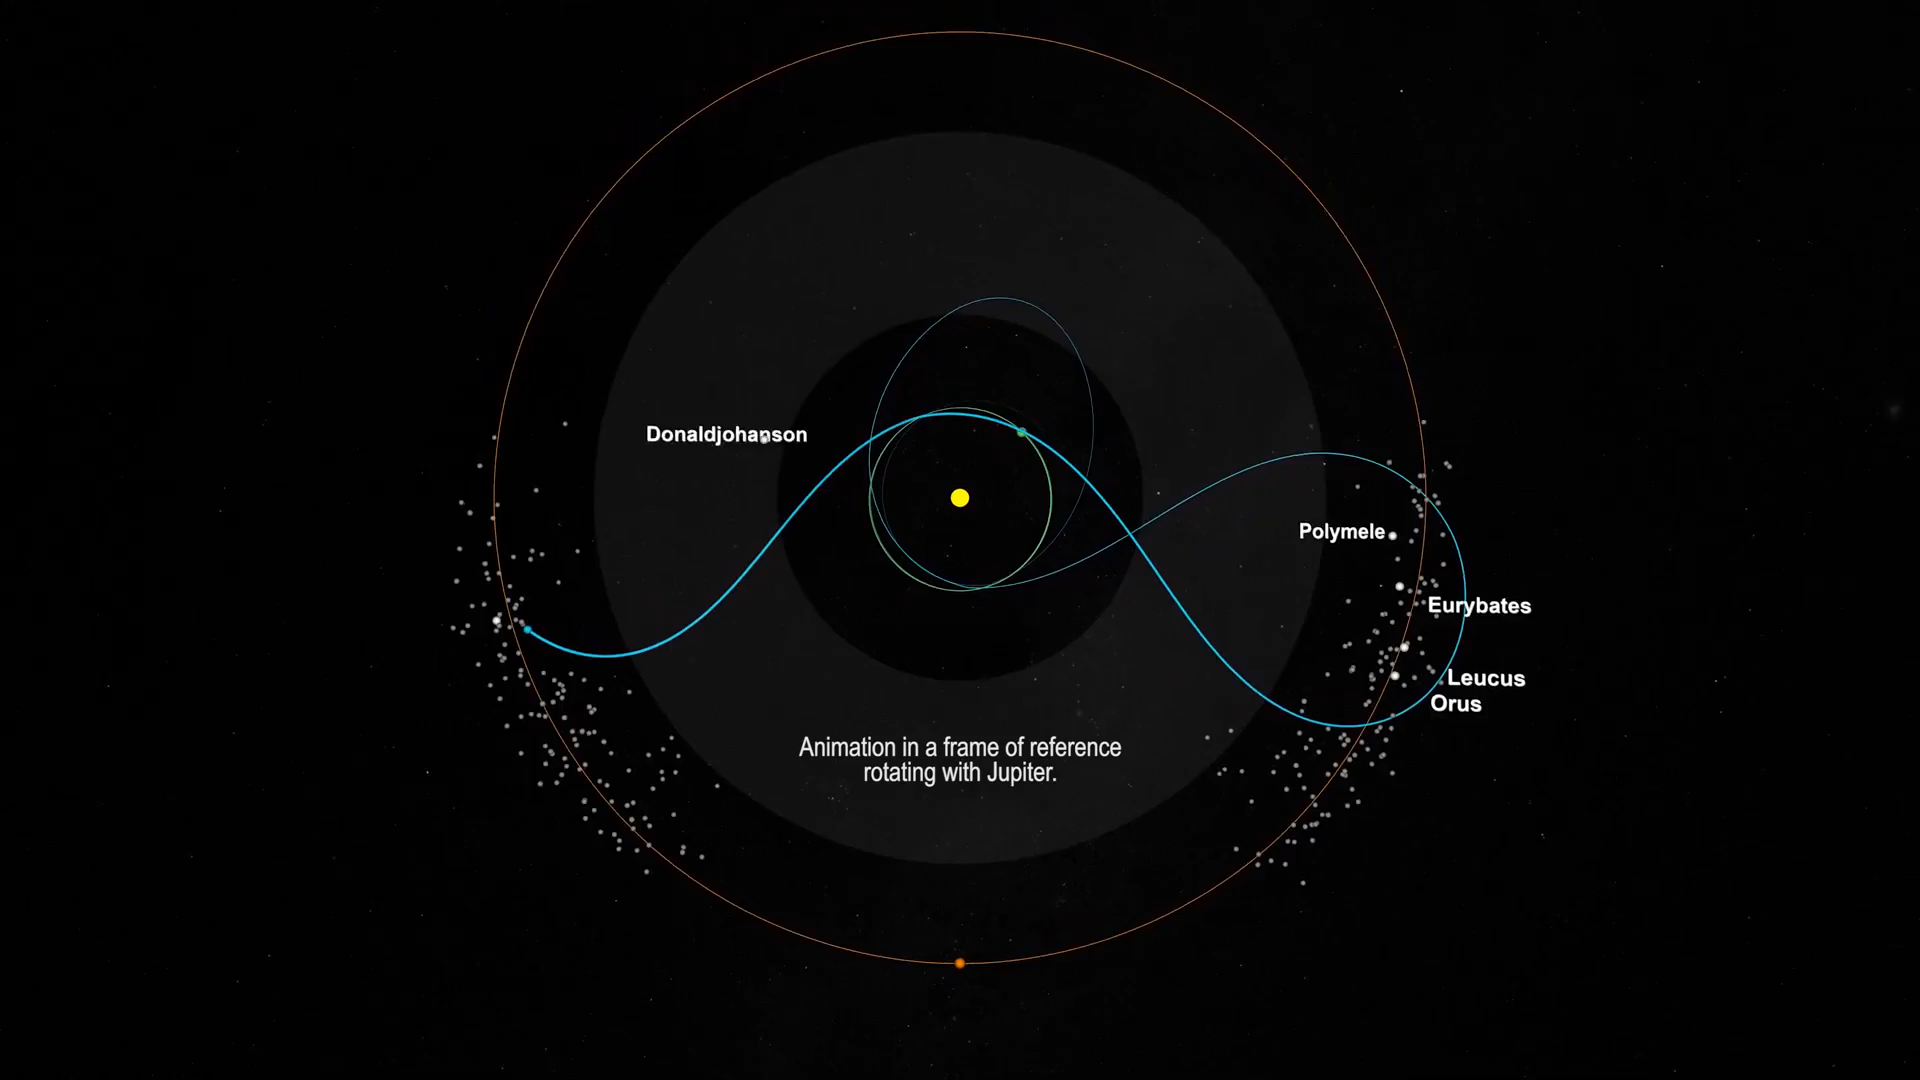 Donaldjohanson
Polymele
Eurybates
Leucus
Orus
Animation in a frame of reference
rotating with Jupiter.